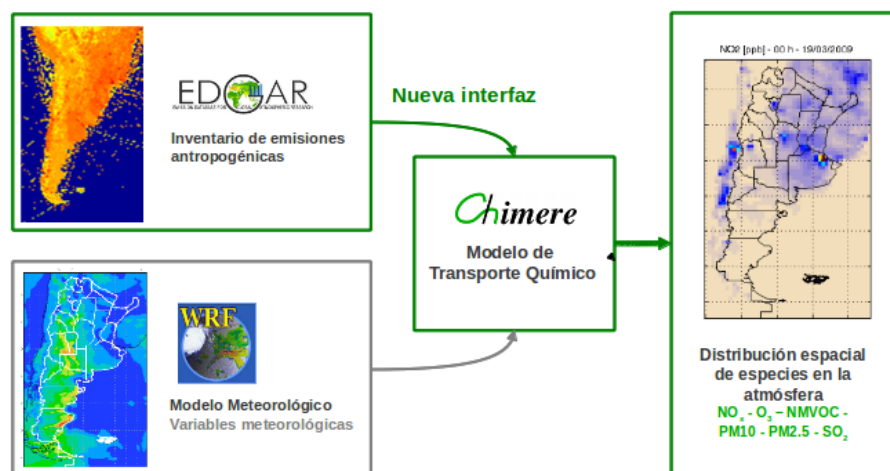 EDGAR
Inventario de emisiones
antropogénicas
Nueva interfaz
Chimere
Modelo de
Transporte Químico
WRF
Modelo Meteorológico
Variables meteorológicas
NO2 [ppb] - 00 h - 19/03/2009
Distribución espacial
de especies en la
atmósfera
NOx - O3 – NMVOC -
PM10 - PM2.5 - SO2